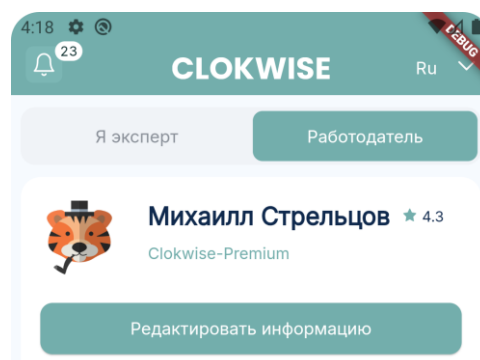 4:18
DEBUG
23
CLOKWISE
Ru
Я эксперт
Работодатель
Михаилл Стрельцов
4.3
Clokwise-Premium
Редактировать информацию